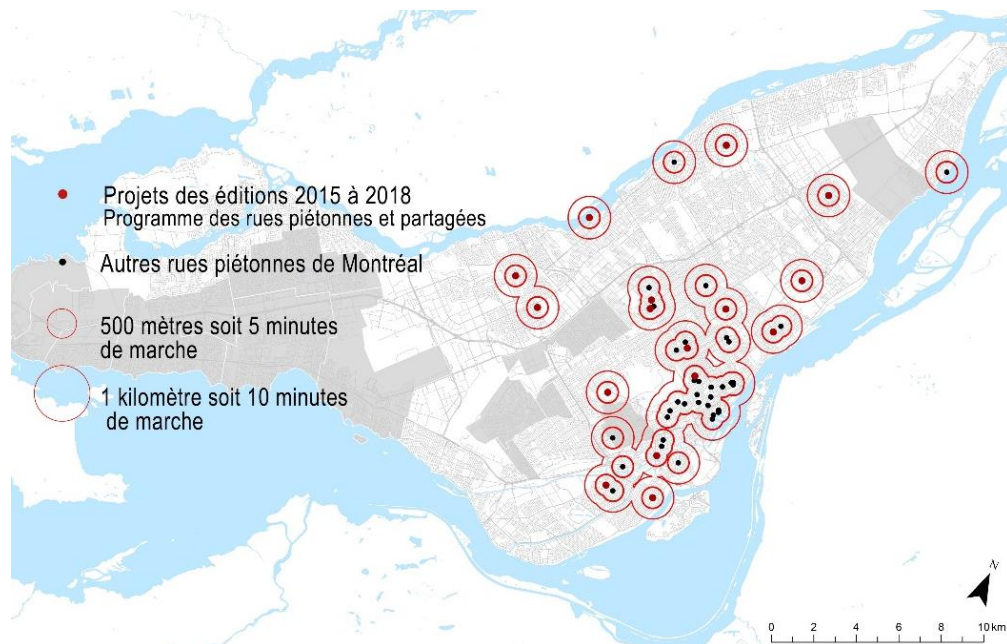 Projets des éditions 2015 à 2018
Programme des rues piétonnes et partagées
Autres rues piétonnes de Montréal
500 mètres soit 5 minutes
de marche
1 kilomètre soit 10 minutes
de marche
N
0 2 4 6 8 10 km